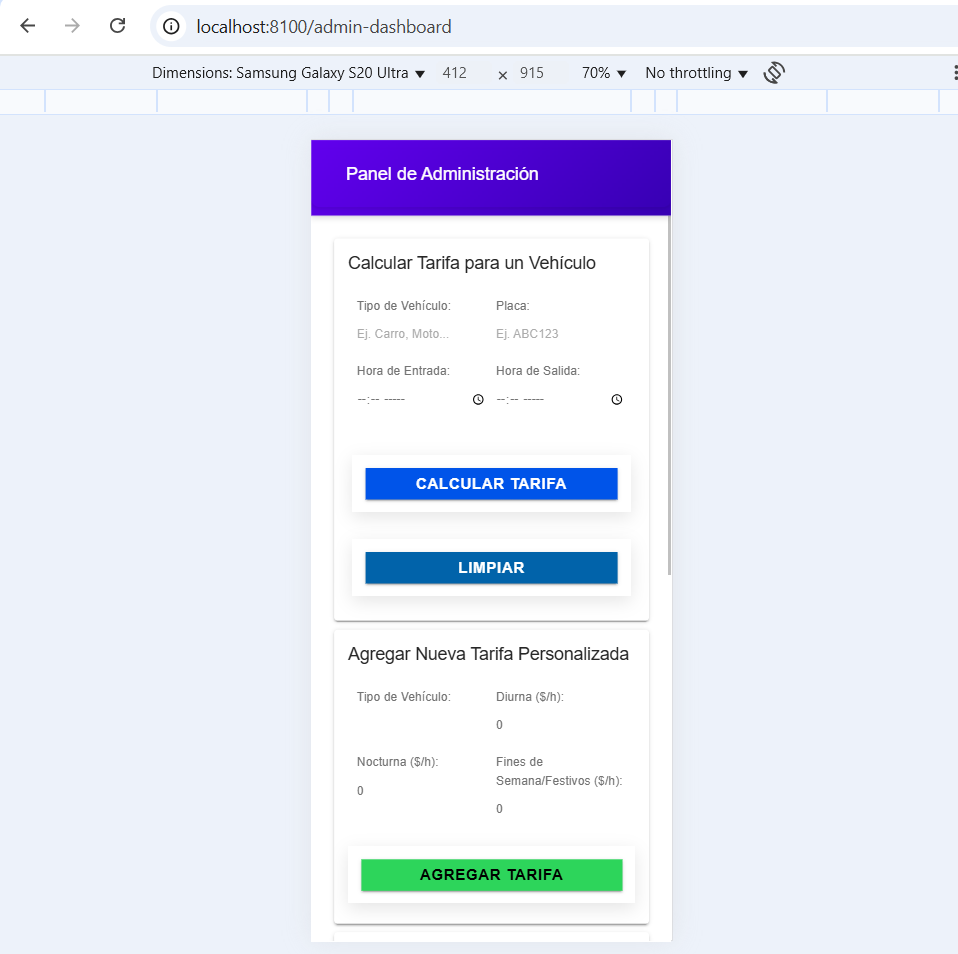 localhost:8100/admin-dashboard
Dimensions: Samsung Galaxy S20 Ultra ▼ 412 × 915 70% ▼ No throttling ▼
Panel de Administración
Calcular Tarifa para un Vehículo
Tipo de Vehículo: Placa:
Ej. Carro, Moto... Ej. ABC123
Hora de Entrada: Hora de Salida:
--:-- ----- --:-- -----
CALCULAR TARIFA
LIMPIAR
Agregar Nueva Tarifa Personalizada
Tipo de Vehículo: Diurna ($/h):
0
Nocturna ($/h): Fines de
Semana/Festivos ($/h):
0
0
AGREGAR TARIFA